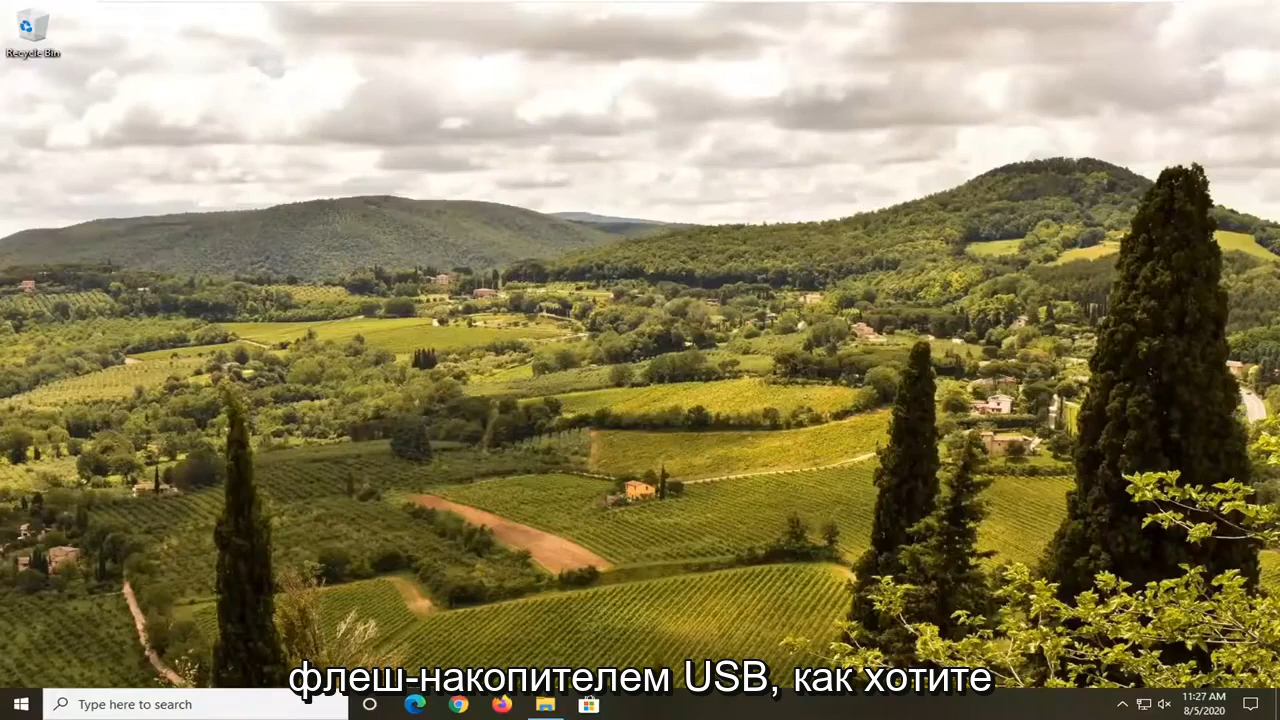 Recycle Bin
флеш-накопителем USB, как хотите
Type here to search
11:27 AM
8/5/2020